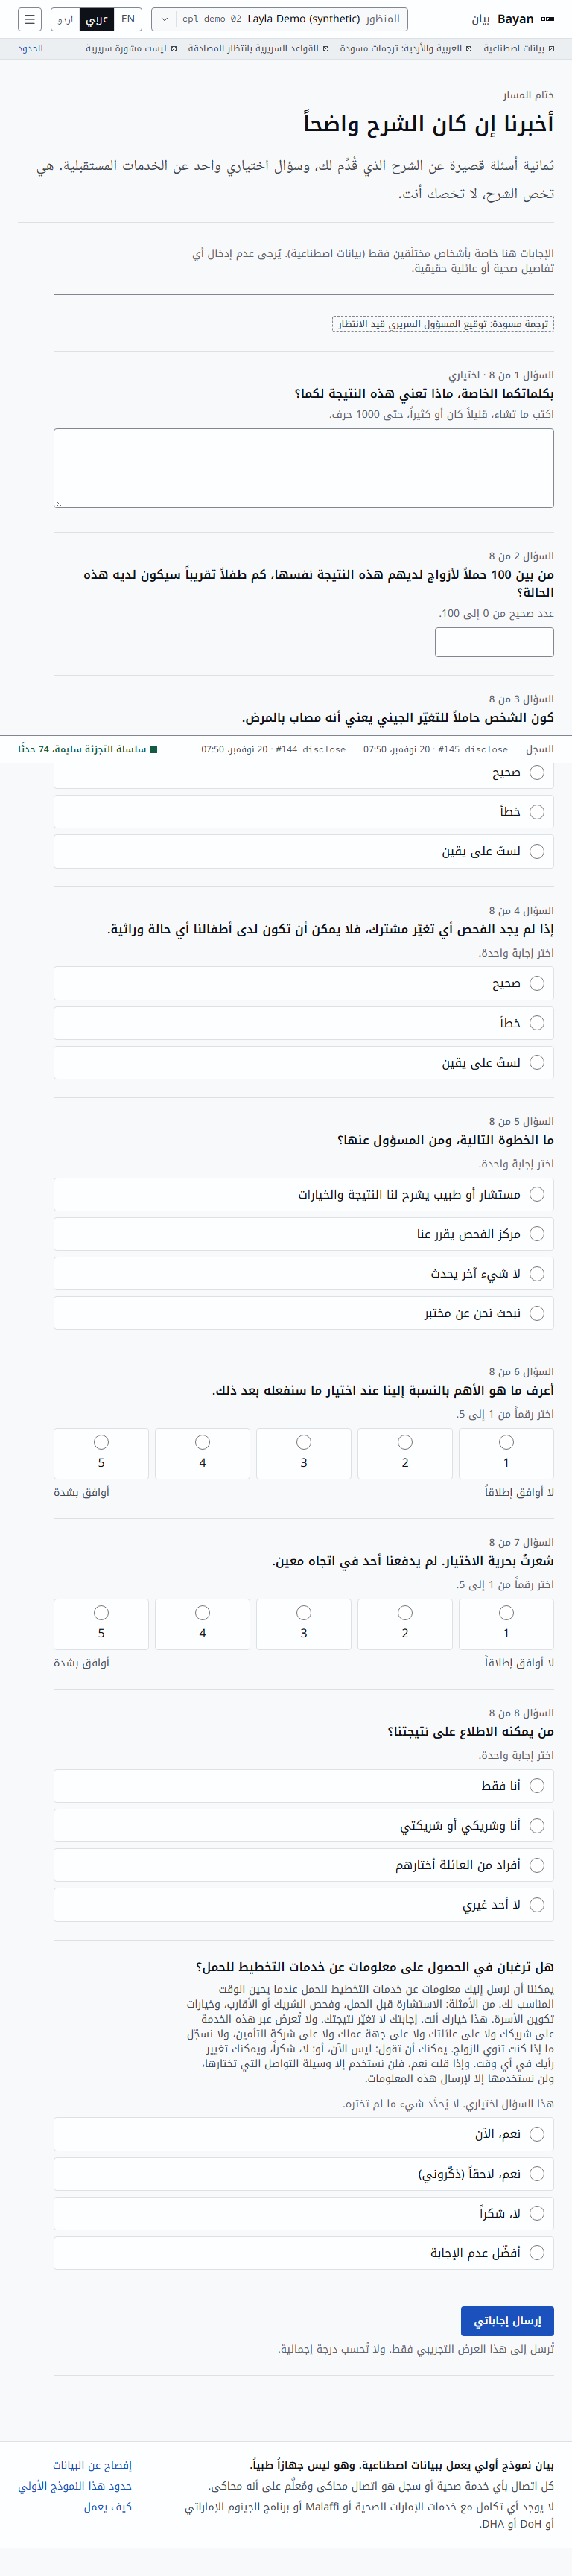 Bayan بيان
المنظور Layla Demo (synthetic) cpl-demo-02
EN عربي اردو
بيانات اصطناعية العربية والأردية: ترجمات مسودة القواعد السريرية بانتظار المصادقة ليست مشورة سريرية الحدود
ختام المسار
أخبرنا إن كان الشرح واضحاً
ثمانية أسئلة قصيرة عن الشرح الذي قُدِّم لك، وسؤال اختياري واحد عن الخدمات المستقبلية. هي
تخص الشرح، لا تخصك أنت.
الإجابات هنا خاصة بأشخاص مختلَقين فقط (بيانات اصطناعية). يُرجى عدم إدخال أي
تفاصيل صحية أو عائلية حقيقية.
ترجمة مسودة: توقيع المسؤول السريري قيد الانتظار
السؤال 1 من 8 · اختياري
بكلماتكما الخاصة، ماذا تعني هذه النتيجة لكما؟
اكتب ما تشاء، قليلاً كان أو كثيراً، حتى 1000 حرف.
السؤال 2 من 8
من بين 100 حملاً لأزواج لديهم هذه النتيجة نفسها، كم طفلاً تقريباً سيكون لديه هذه
الحالة؟
عدد صحيح من 0 إلى 100.
السؤال 3 من 8
كون الشخص حاملاً للتغيّر الجيني يعني أنه مصاب بالمرض.
السجل #145 disclose · 20 نوفمبر، 07:50 #144 disclose · 20 نوفمبر، 07:50 سلسلة التجزئة سليمة، 74 حدثًا
صحيح
خطأ
لستُ على يقين
السؤال 4 من 8
إذا لم يجد الفحص أي تغيّر مشترك، فلا يمكن أن تكون لدى أطفالنا أي حالة وراثية.
اختر إجابة واحدة.
صحيح
خطأ
لستُ على يقين
السؤال 5 من 8
ما الخطوة التالية، ومن المسؤول عنها؟
اختر إجابة واحدة.
مستشار أو طبيب يشرح لنا النتيجة والخيارات
مركز الفحص يقرر عنا
لا شيء آخر يحدث
نبحث نحن عن مختبر
السؤال 6 من 8
أعرف ما هو الأهم بالنسبة إلينا عند اختيار ما سنفعله بعد ذلك.
اختر رقماً من 1 إلى 5.
1 2 3 4 5
لا أوافق إطلاقاً أوافق بشدة
السؤال 7 من 8
شعرتُ بحرية الاختيار. لم يدفعنا أحد في اتجاه معين.
اختر رقماً من 1 إلى 5.
1 2 3 4 5
لا أوافق إطلاقاً أوافق بشدة
السؤال 8 من 8
من يمكنه الاطلاع على نتيجتنا؟
اختر إجابة واحدة.
أنا فقط
أنا وشريكي أو شريكتي
أفراد من العائلة أختارهم
لا أحد غيري
هل ترغبان في الحصول على معلومات عن خدمات التخطيط للحمل؟
يمكننا أن نرسل إليك معلومات عن خدمات التخطيط للحمل عندما يحين الوقت
المناسب لك. من الأمثلة: الاستشارة قبل الحمل، وفحص الشريك أو الأقارب، وخيارات
تكوين الأسرة. هذا خيارك أنت. إجابتك لا تغيّر نتيجتك. ولا تُعرض عبر هذه الخدمة
على شريكك ولا على عائلتك ولا على جهة عملك ولا على شركة التأمين، ولا نسجّل
ما إذا كنت تنوي الزواج. يمكنك أن تقول: ليس الآن، أو: لا، شكراً، ويمكنك تغيير
رأيك في أي وقت. وإذا قلت نعم، فلن نستخدم إلا وسيلة التواصل التي تختارها،
ولن نستخدمها إلا لإرسال هذه المعلومات.
هذا السؤال اختياري. لا يُحدَّد شيء ما لم تختره.
نعم، الآن
نعم، لاحقاً (ذكّروني)
لا، شكراً
أفضّل عدم الإجابة
إرسال إجاباتي
تُرسَل إلى هذا العرض التجريبي فقط. ولا تُحسب درجة إجمالية.
بيان نموذج أولي يعمل ببيانات اصطناعية. وهو ليس جهازاً طبياً.
كل اتصال بأي خدمة صحية أو سجل هو اتصال محاكى ومُعلَّم على أنه محاكى.
لا يوجد أي تكامل مع خدمات الإمارات الصحية أو Malaffi أو برنامج الجينوم الإماراتي
أو DoH أو DHA.
إفصاح عن البيانات
حدود هذا النموذج الأولي
كيف يعمل